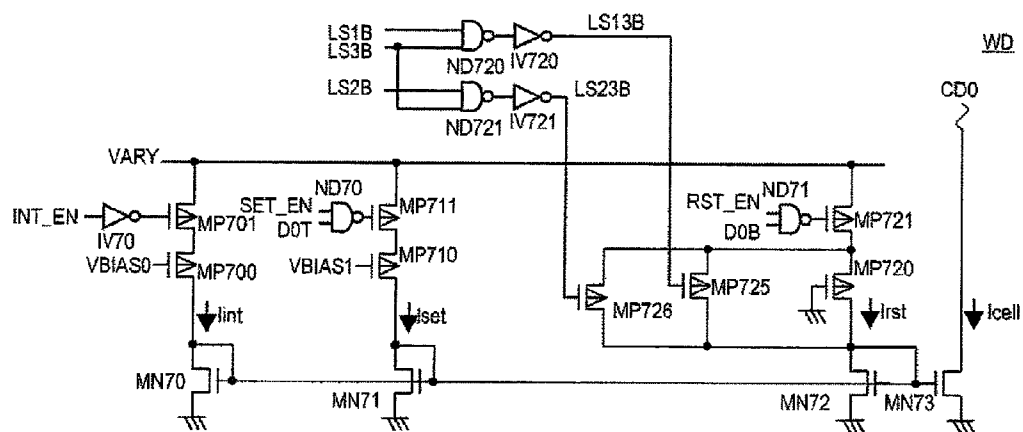 LS1B
LS3B
LS13B
WD
ND720
IV720
LS2B
LS23B
CD0
ND721
IV721
VARY
ND70
ND71
INT_EN
SET_EN
D0T
RST_EN
D0B
MP701
MP711
MP721
IV70
VBIAS0
MP700
VBIAS1
MP710
MP726
MP725
MP720
Iint
Iset
Irst
Icell
MN70
MN71
MN72
MN73